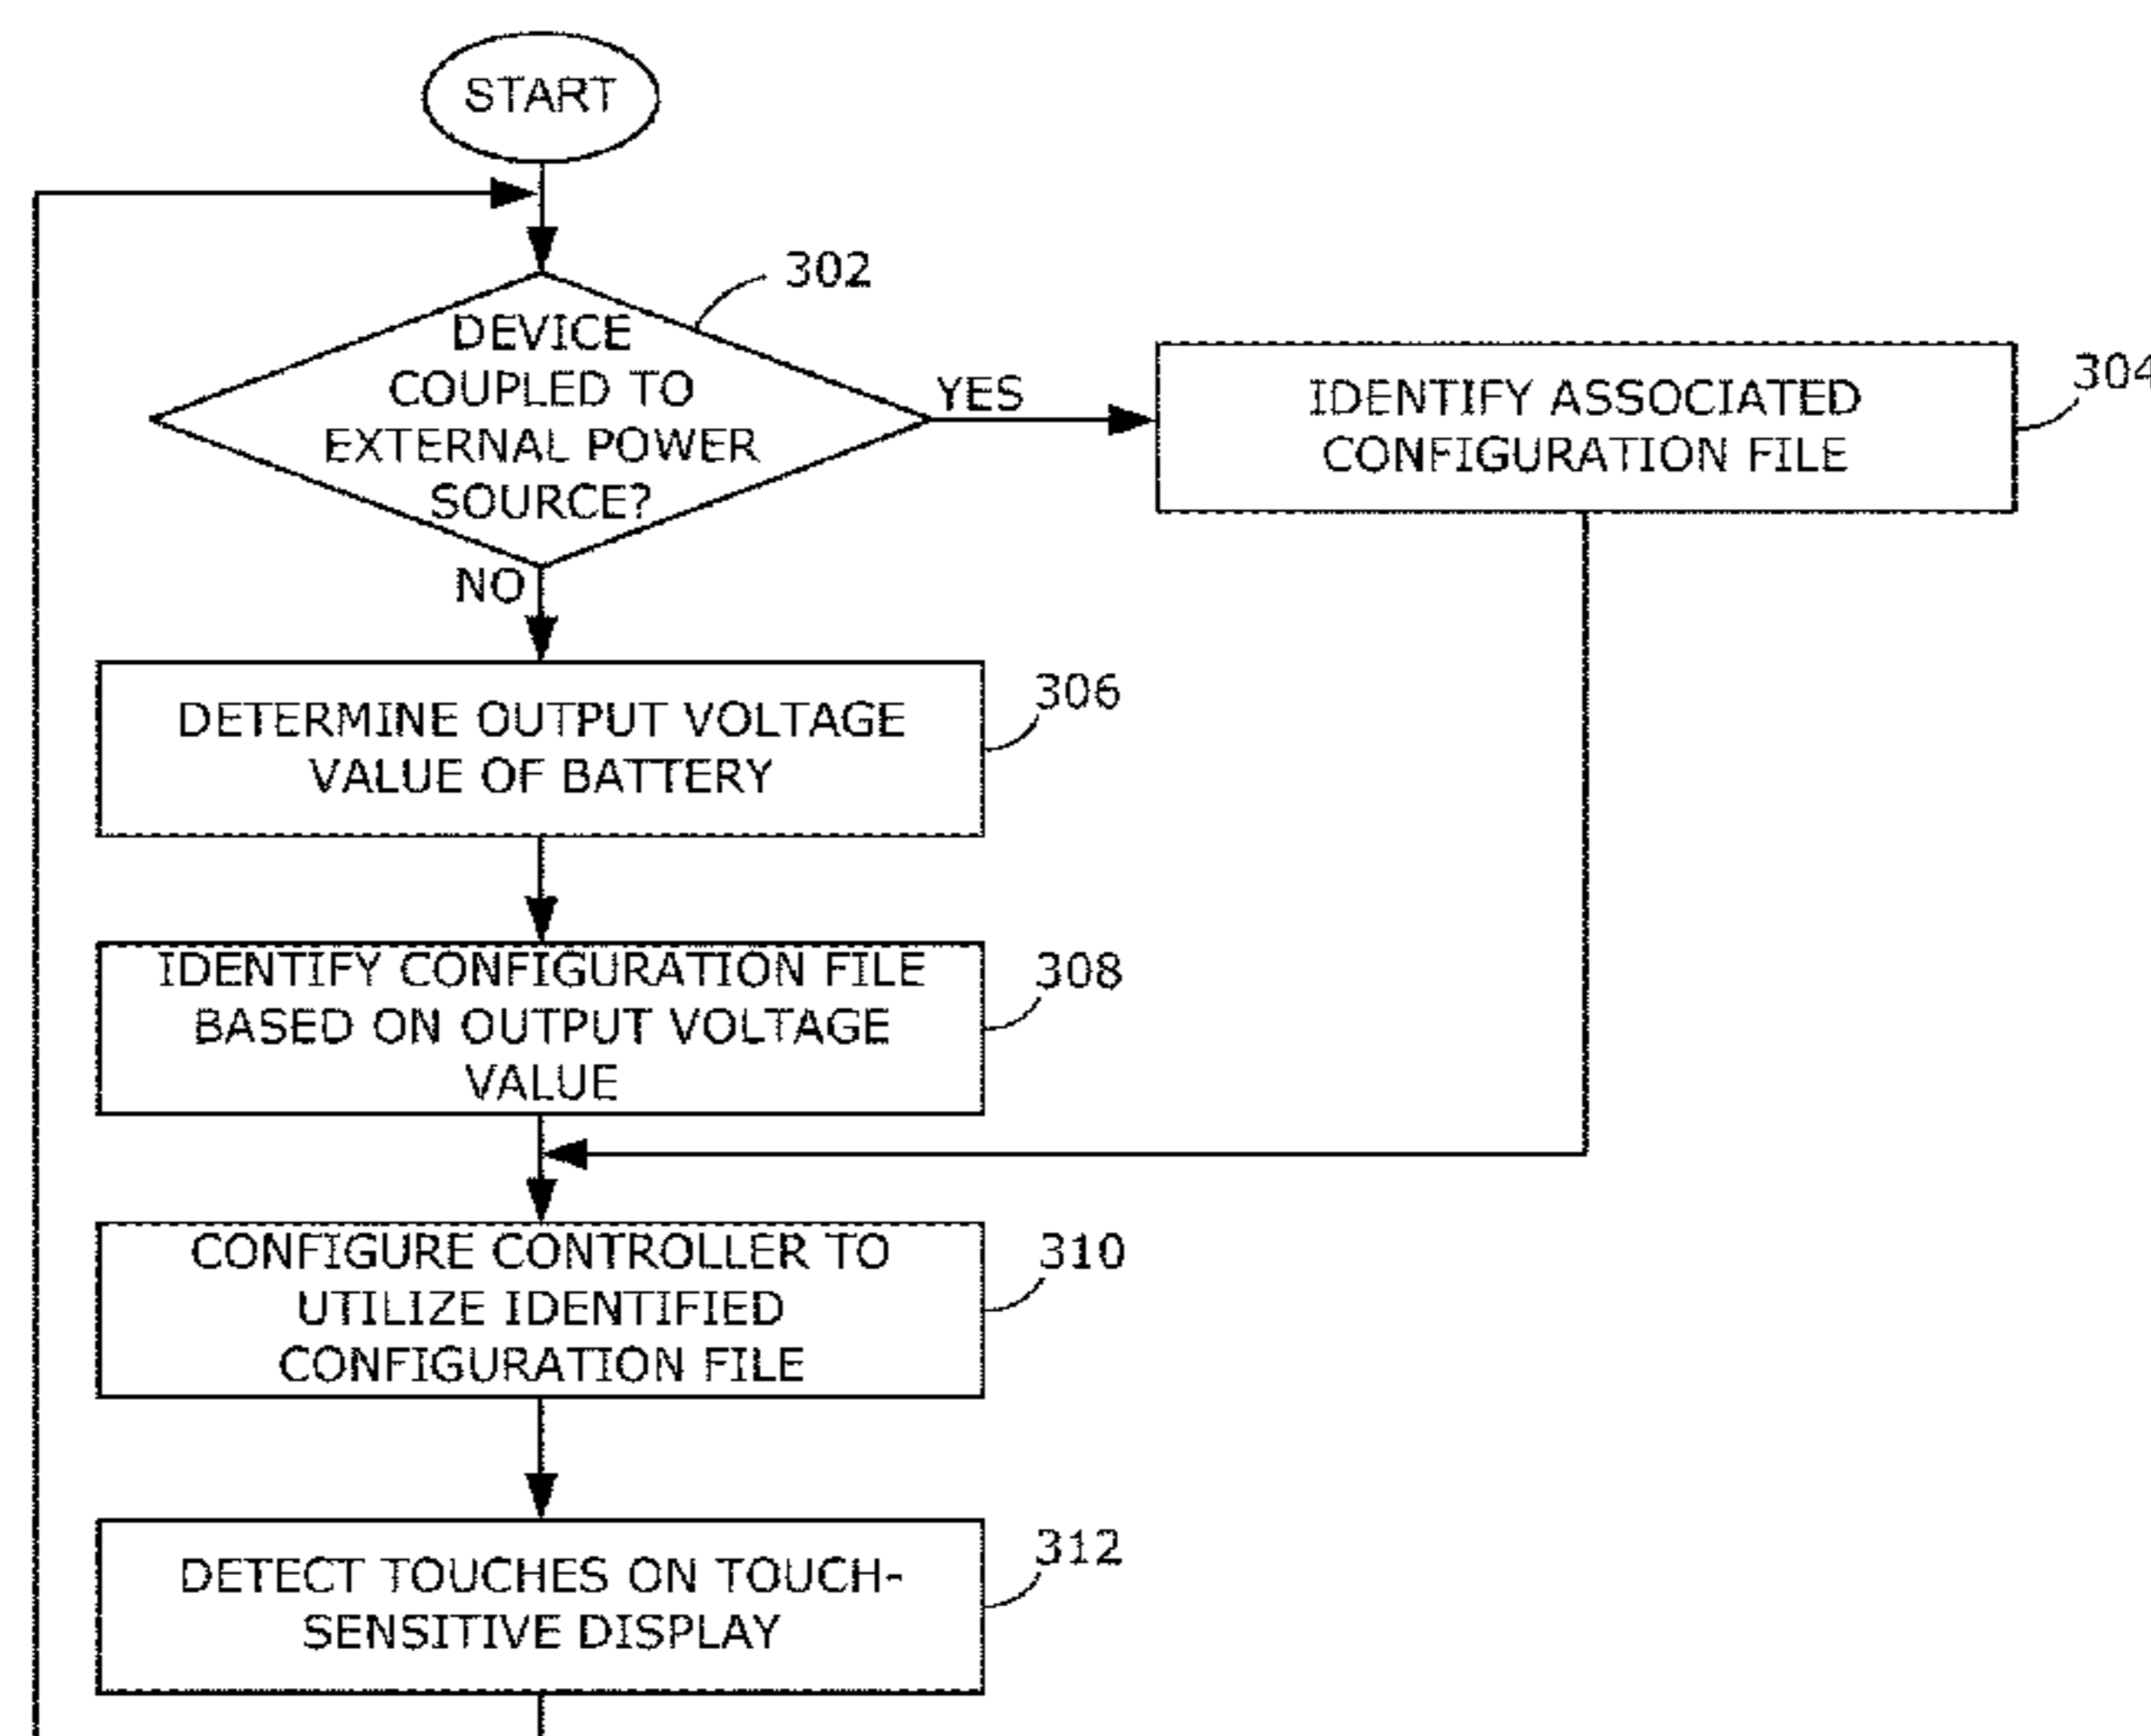 START
302
DEVICE
COUPLED TO
EXTERNAL POWER
SOURCE?
YES
IDENTIFY ASSOCIATED
CONFIGURATION FILE
304
NO
DETERMINE OUTPUT VOLTAGE
VALUE OF BATTERY
306
IDENTIFY CONFIGURATION FILE
BASED ON OUTPUT VOLTAGE
VALUE
308
CONFIGURE CONTROLLER TO
UTILIZE IDENTIFIED
CONFIGURATION FILE
310
DETECT TOUCHES ON TOUCH-
SENSITIVE DISPLAY
312